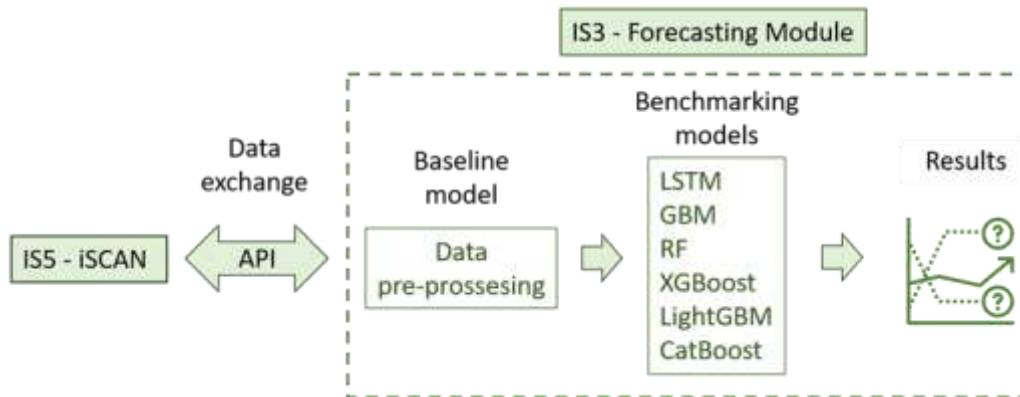 IS3 - Forecasting Module
Data
exchange
IS5 - iSCAN
API
Baseline
model
Data
pre-prossesing
Benchmarking
models
LSTM
GBM
RF
XGBoost
LightGBM
CatBoost
Results
?
?